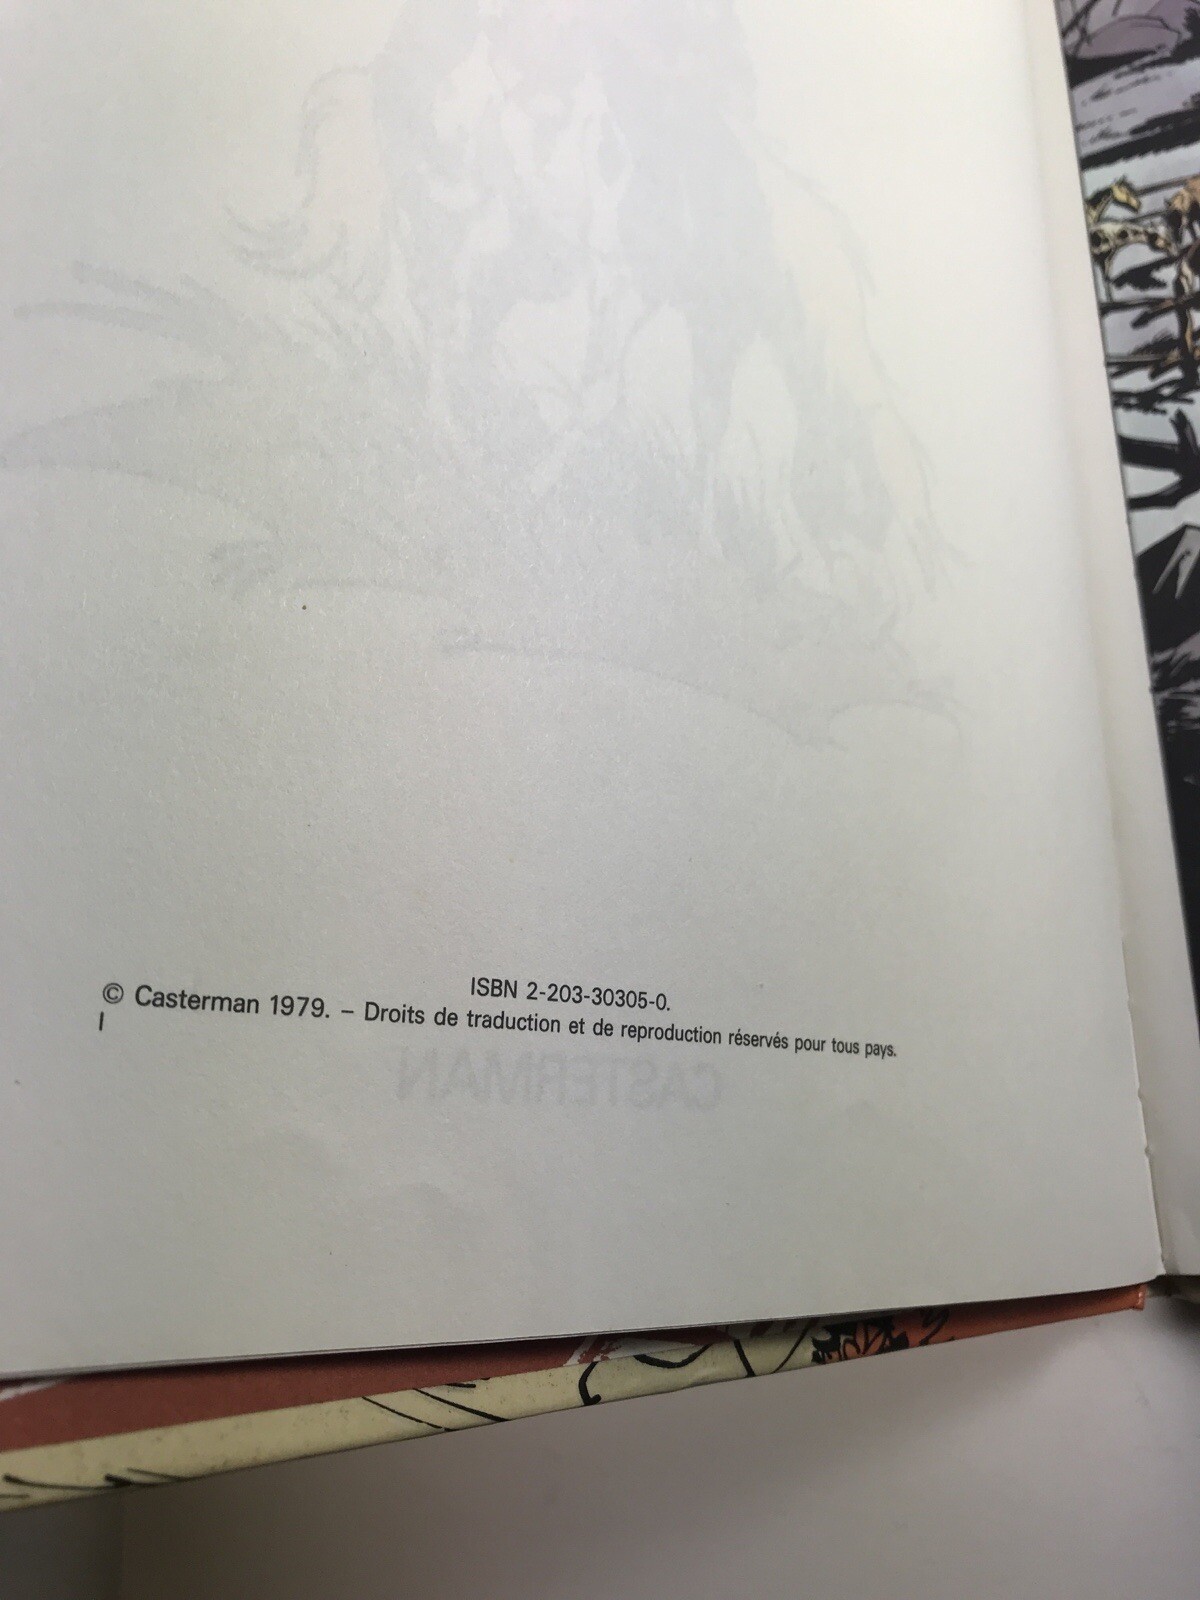 ISBN 2-203-30305-0.
© Casterman 1979. – Droits de traduction et de reproduction réservés pour tous pays.
CASTERMAN